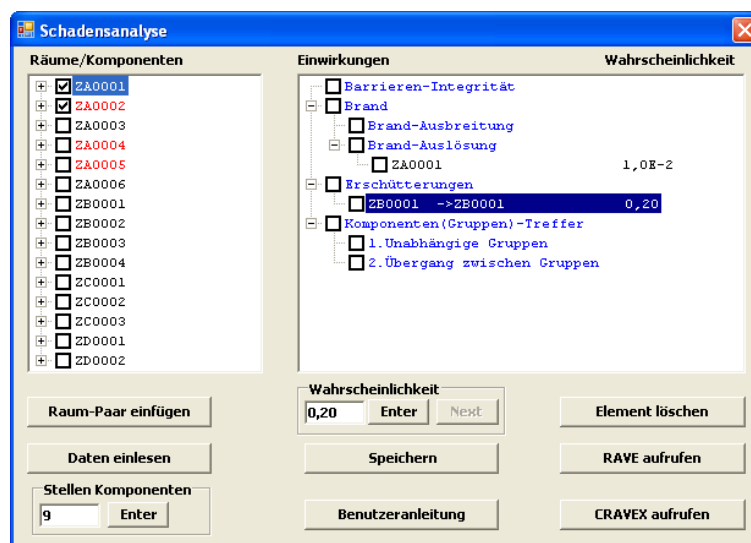 Schadensanalyse
Räume/Komponenten
ZA0001
ZA0002
ZA0003
ZA0004
ZA0005
ZA0006
ZB0001
ZB0002
ZB0003
ZB0004
ZC0001
ZC0002
ZC0003
ZD0001
ZD0002
Einwirkungen Wahrscheinlichkeit
Barrieren-Integrität
Brand
Brand-Ausbreitung
Brand-Auslösung
ZA0001 1,0E-2
Erschütterungen
ZB0001 ->ZB0001 0,20
Komponenten(Gruppen)-Treffer
1.Unabhängige Gruppen
2.Übergang zwischen Gruppen
Raum-Paar einfügen
Wahrscheinlichkeit
0,20 Enter Next
Element löschen
Daten einlesen
Speichern
RAVE aufrufen
Stellen Komponenten
9 Enter
Benutzeranleitung
CRAVEX aufrufen